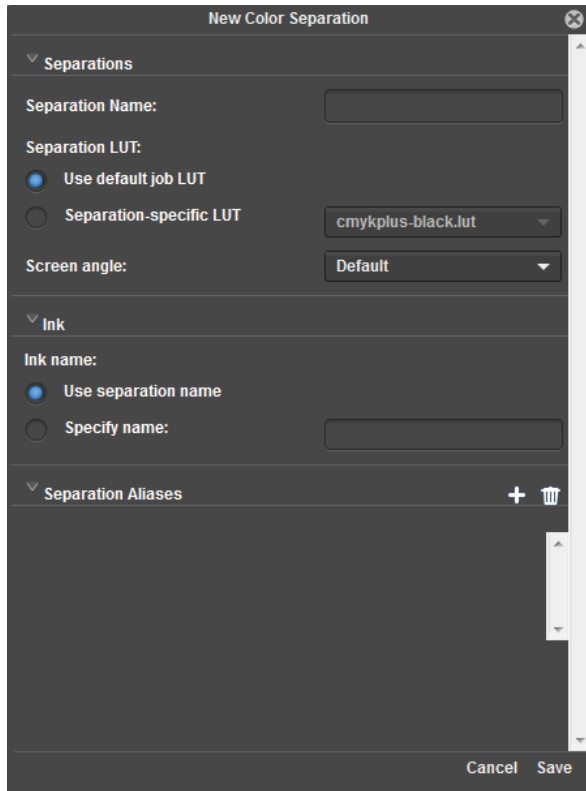 New Color Separation
Separations
Separation Name:
Separation LUT:
Use default job LUT
Separation-specific LUT
cmykplus-black.lut
Screen angle:
Default
Ink
Ink name:
Use separation name
Specify name:
Separation Aliases
Cancel Save